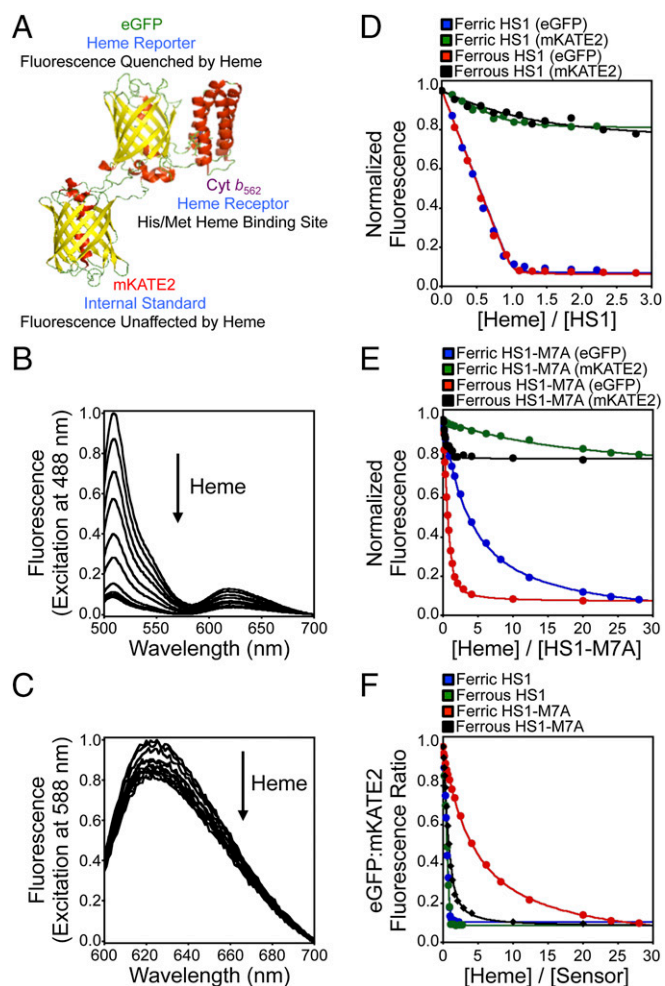 A
eGFP
Heme Reporter
Fluorescence Quenched by Heme
Cyt b562
Heme Receptor
His/Met Heme Binding Site
mKATE2
Internal Standard
Fluorescence Unaffected by Heme
B
Fluorescence
(Excitation at 488 nm)
1.0
0.8
0.6
0.4
0.2
0.0
Heme
500 550 600 650 700
Wavelength (nm)
C
Fluorescence
(Excitation at 588 nm)
1.0
0.8
0.6
0.4
0.2
0.0
Heme
600 620 640 660 680 700
Wavelength (nm)
D
Ferric HS1 (eGFP)
Ferric HS1 (mKATE2)
Ferrous HS1 (eGFP)
Ferrous HS1 (mKATE2)
Normalized
Fluorescence
1.0
0.8
0.6
0.4
0.2
0.0
0.0 0.5 1.0 1.5 2.0 2.5 3.0
[Heme] / [HS1]
E
Ferric HS1-M7A (eGFP)
Ferric HS1-M7A (mKATE2)
Ferrous HS1-M7A (eGFP)
Ferrous HS1-M7A (mKATE2)
Normalized
Fluorescence
1.0
0.8
0.6
0.4
0.2
0.0
0 5 10 15 20 25 30
[Heme] / [HS1-M7A]
F
Ferric HS1
Ferrous HS1
Ferric HS1-M7A
Ferrous HS1-M7A
eGFP:mKATE2
Fluorescence Ratio
1.0
0.8
0.6
0.4
0.2
0.0
0 5 10 15 20 25 30
[Heme] / [Sensor]